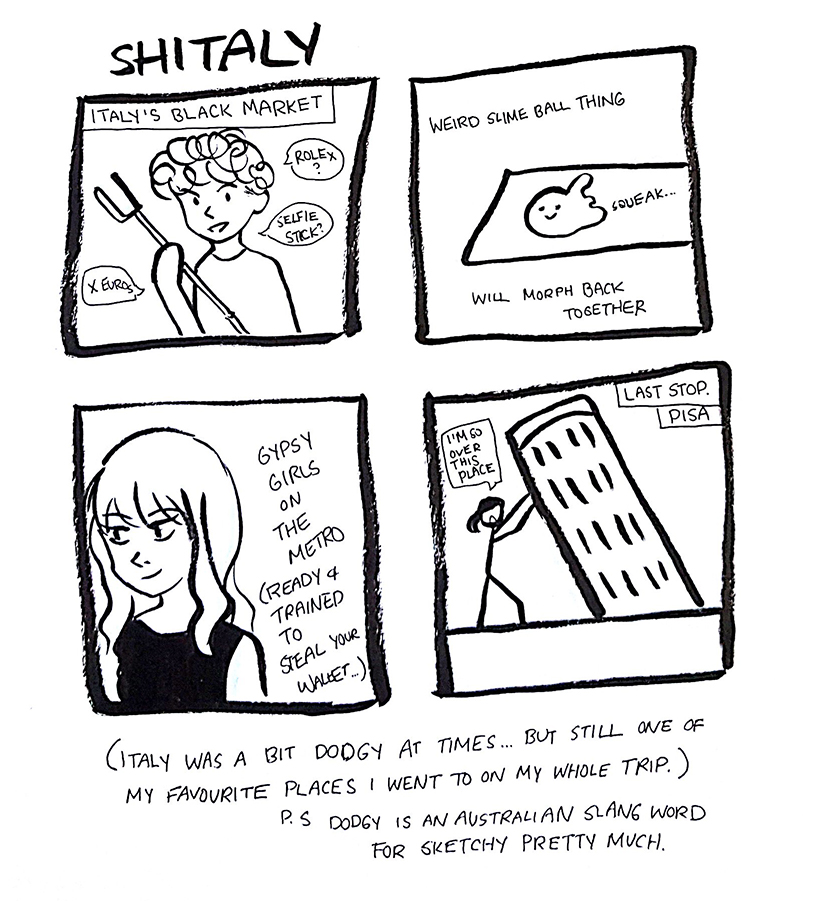 SHITALY
ITALY'S BLACK MARKET
ROLEX
?
SELFIE
STICK?
X EUROS
WEIRD SLIME BALL THING
SQUEAK...
WILL MORPH BACK
TOGETHER
GYPSY
GIRLS
ON
THE
METRO
(READY &
TRAINED
TO
STEAL YOUR
WALLET...)
LAST STOP.
PISA
I'M SO
OVER
THIS
PLACE
(ITALY WAS A BIT DODGY AT TIMES... BUT STILL ONE OF
MY FAVOURITE PLACES I WENT TO ON MY WHOLE TRIP.)
P.S DODGY IS AN AUSTRALIAN SLANG WORD
FOR SKETCHY PRETTY MUCH.